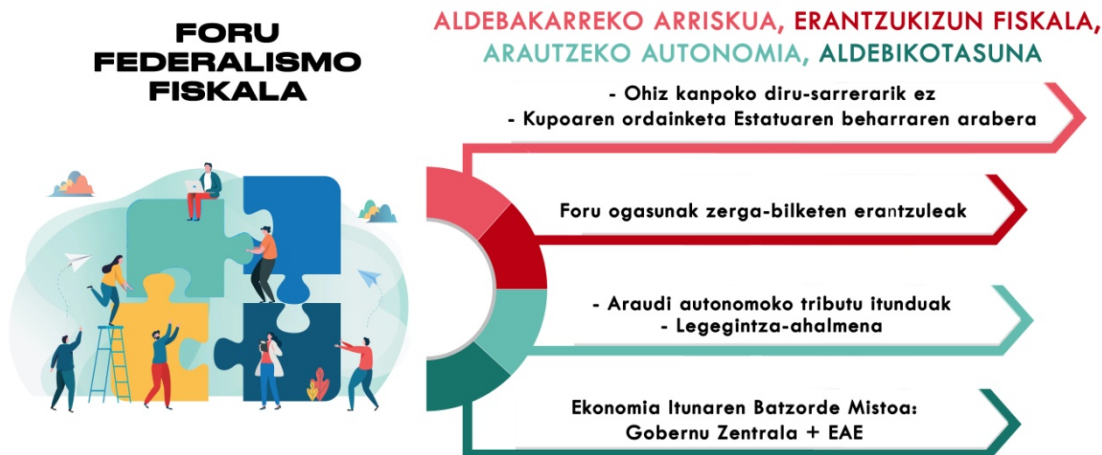 FORU
FEDERALISMO
FISKALA
ALDEBAKARREKO ARRISKUA, ERANTZUKIZUN FISKALA,
ARAUTZEKO AUTONOMIA, ALDEBIKOTASUNA
- Ohiz kanpoko diru-sarrerarik ez
- Kupoaren ordainketa Estatuaren beharraren arabera
Foru ogasunak zerga-bilketen erantzuleak
- Araudi autonomoko tributu itunduak
- Legegintza-ahalmena
Ekonomia Itunaren Batzorde Mistoa:
Gobernu Zentrala + EAE